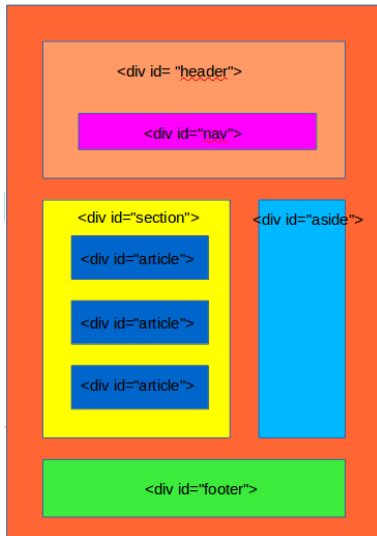 <div id= "header">
<div id="nav">
<div id="section">
<div id="aside">
<div id="article">
<div id="article">
<div id="article">
<div id="footer">